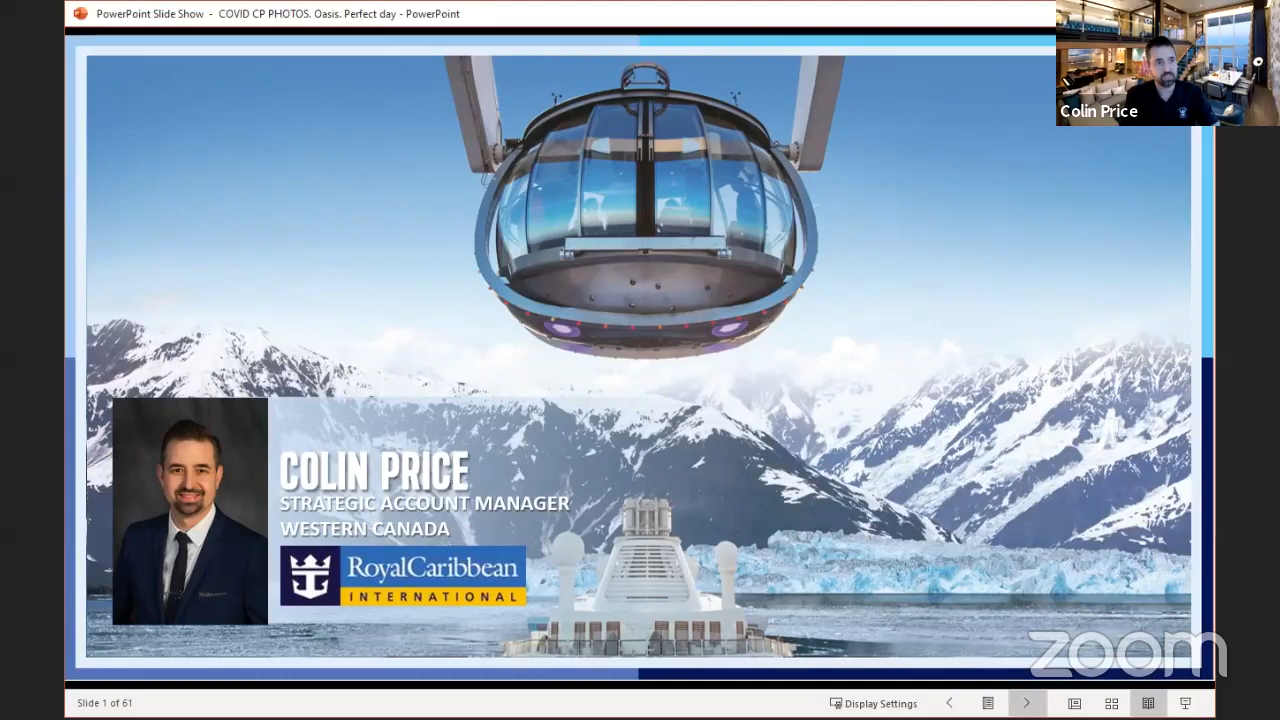 PowerPoint Slide Show - COVID CP PHOTOS. Oasis. Perfect day - PowerPoint
Colin Price
COLIN PRICE
STRATEGIC ACCOUNT MANAGER
WESTERN CANADA
RoyalCaribbean
INTERNATIONAL
zoom
Slide 1 of 61
Display Settings